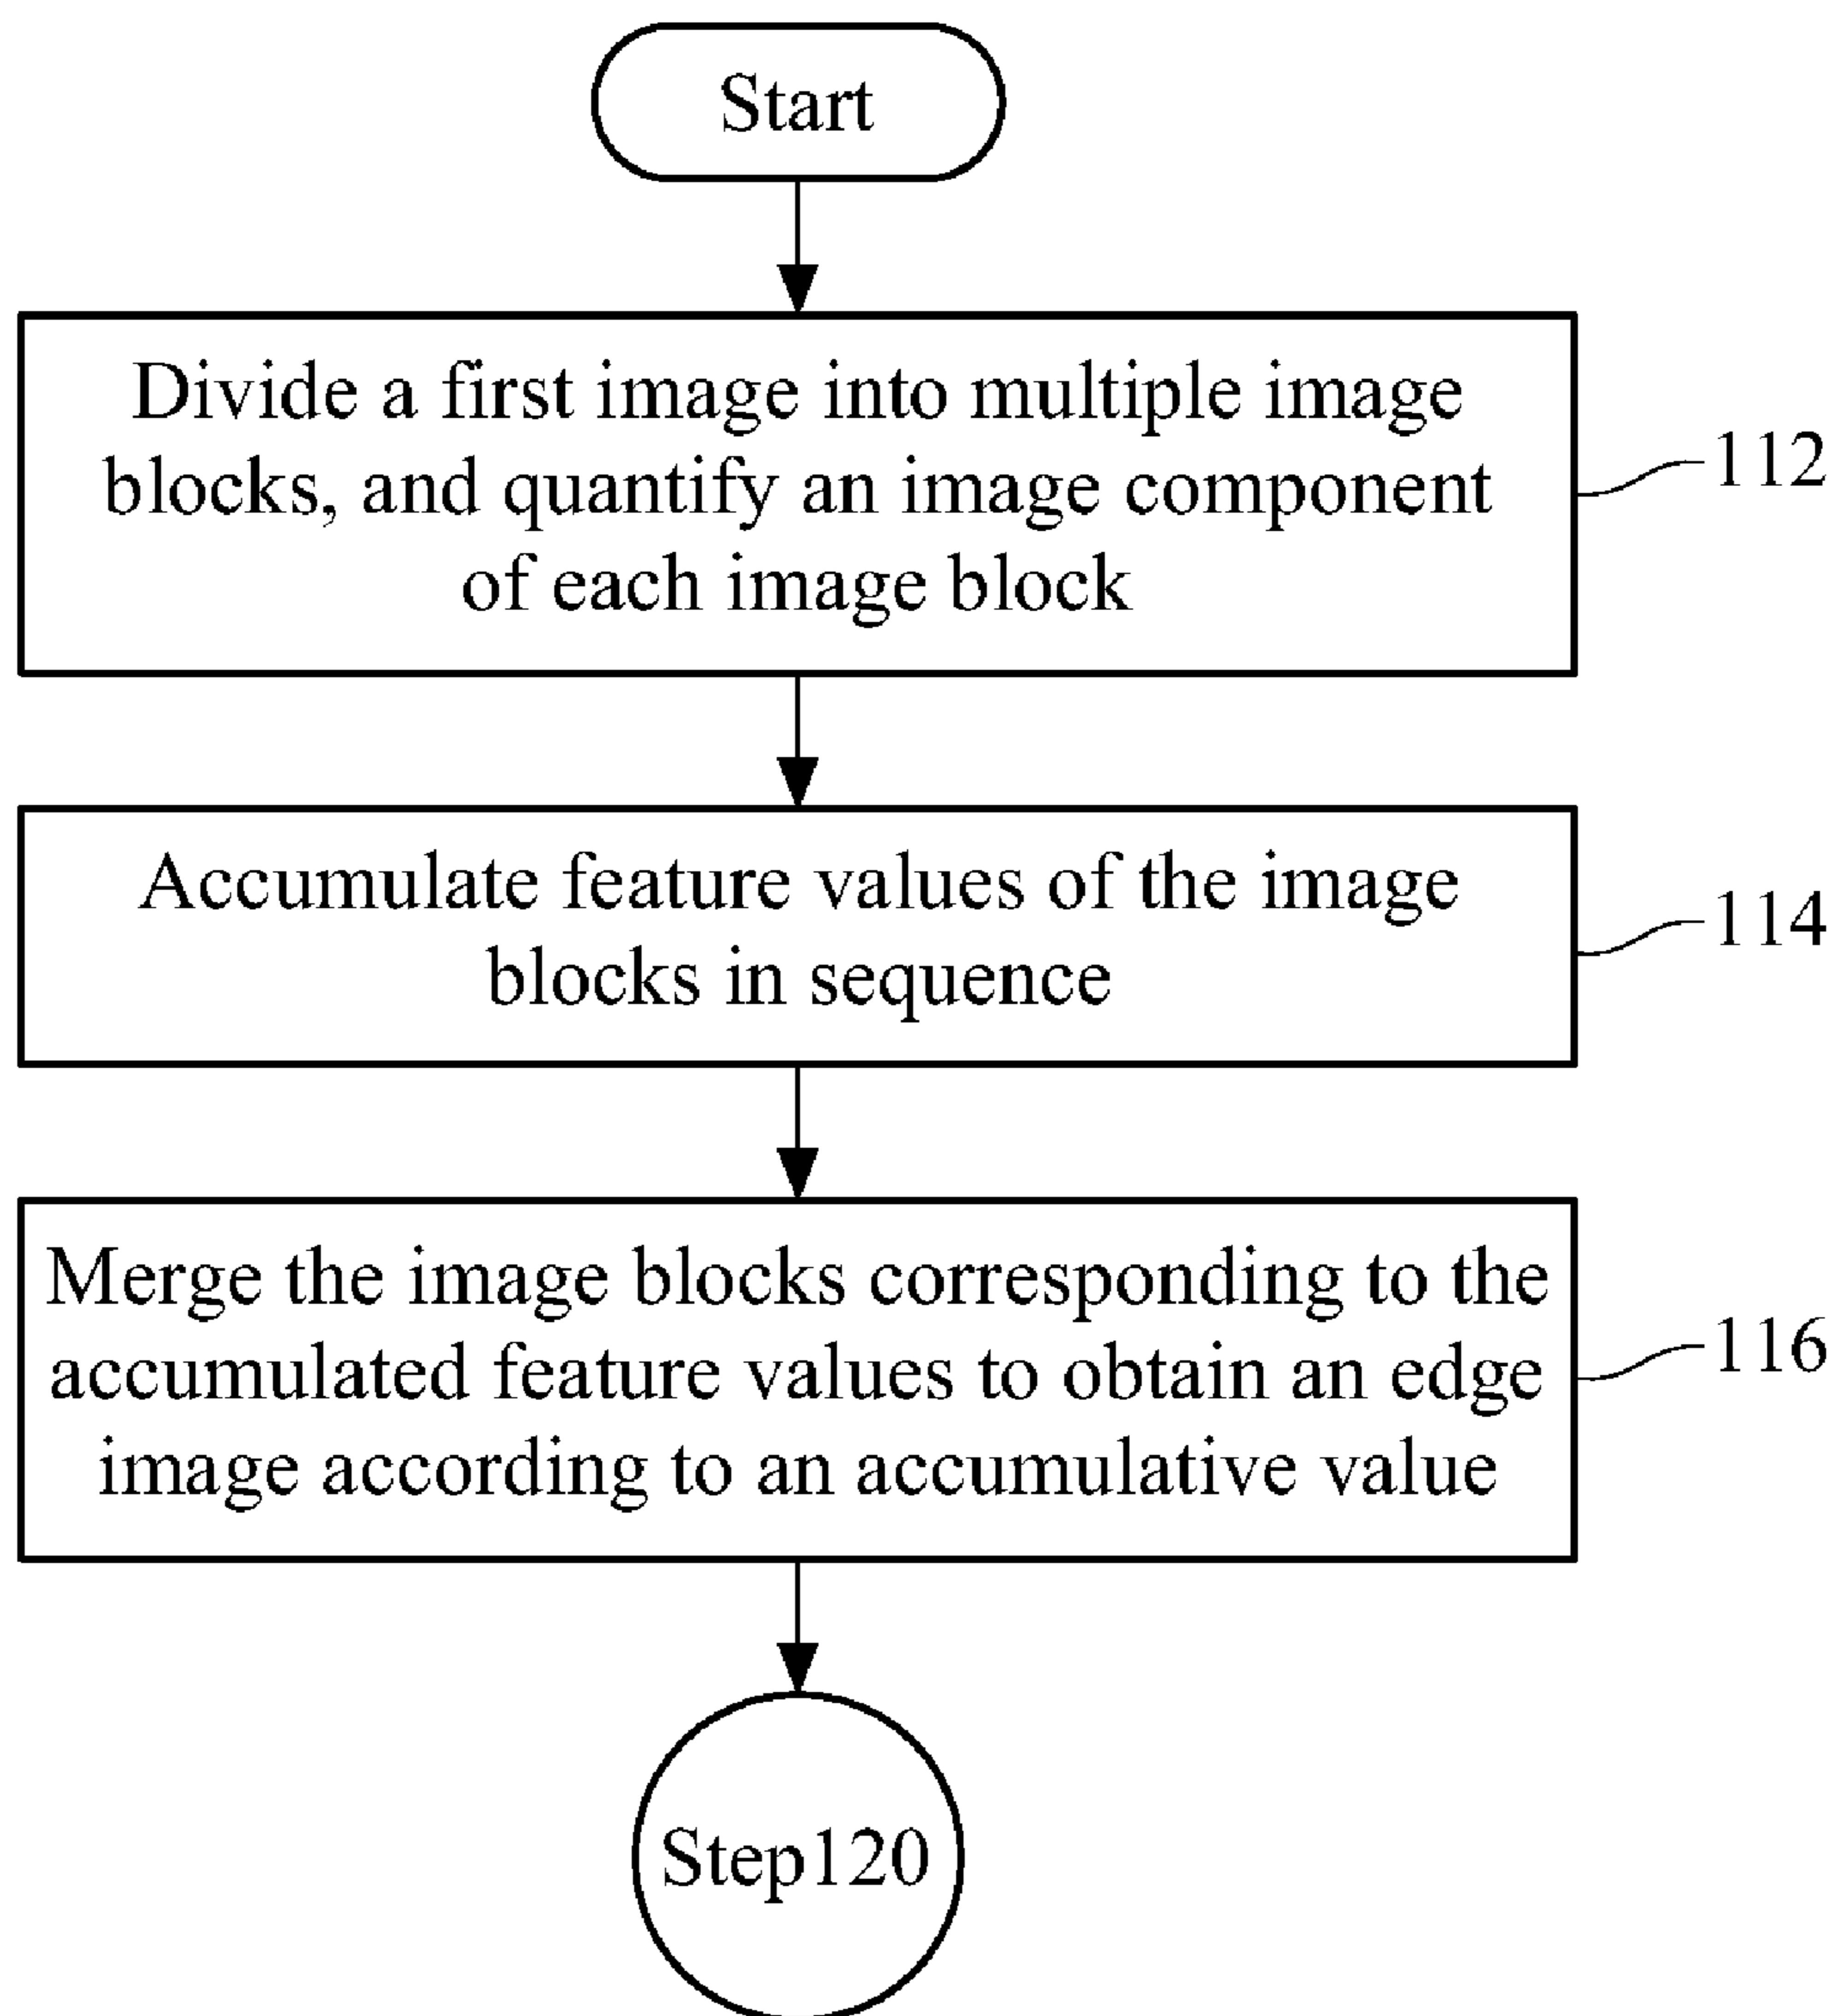 Start
Divide a first image into multiple image
blocks, and quantify an image component
of each image block
112
Accumulate feature values of the image
blocks in sequence
114
Merge the image blocks corresponding to the
accumulated feature values to obtain an edge
image according to an accumulative value
116
Step120